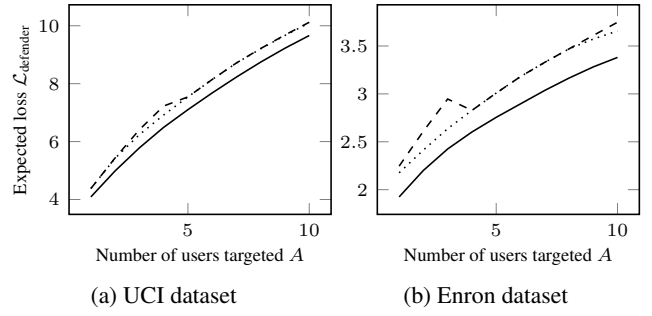 10
8
6
4
5
10
Expected loss 𝓛defender
Number of users targeted A
(a) UCI dataset
3.5
3
2.5
2
5
10
Number of users targeted A
(b) Enron dataset